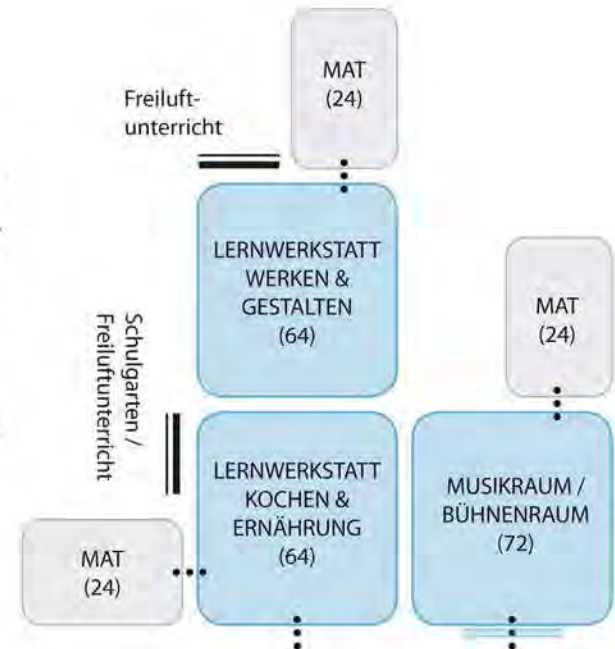 MAT
(24)
Freiluft-
unterricht
LERNWERKSTATT
WERKEN &
GESTALTEN
(64)
MAT
(24)
Schulgarten /
Freiluftunterricht
LERNWERKSTATT
KOCHEN &
ERNÄHRUNG
(64)
MUSIKRAUM /
BÜHNENRAUM
(72)
MAT
(24)